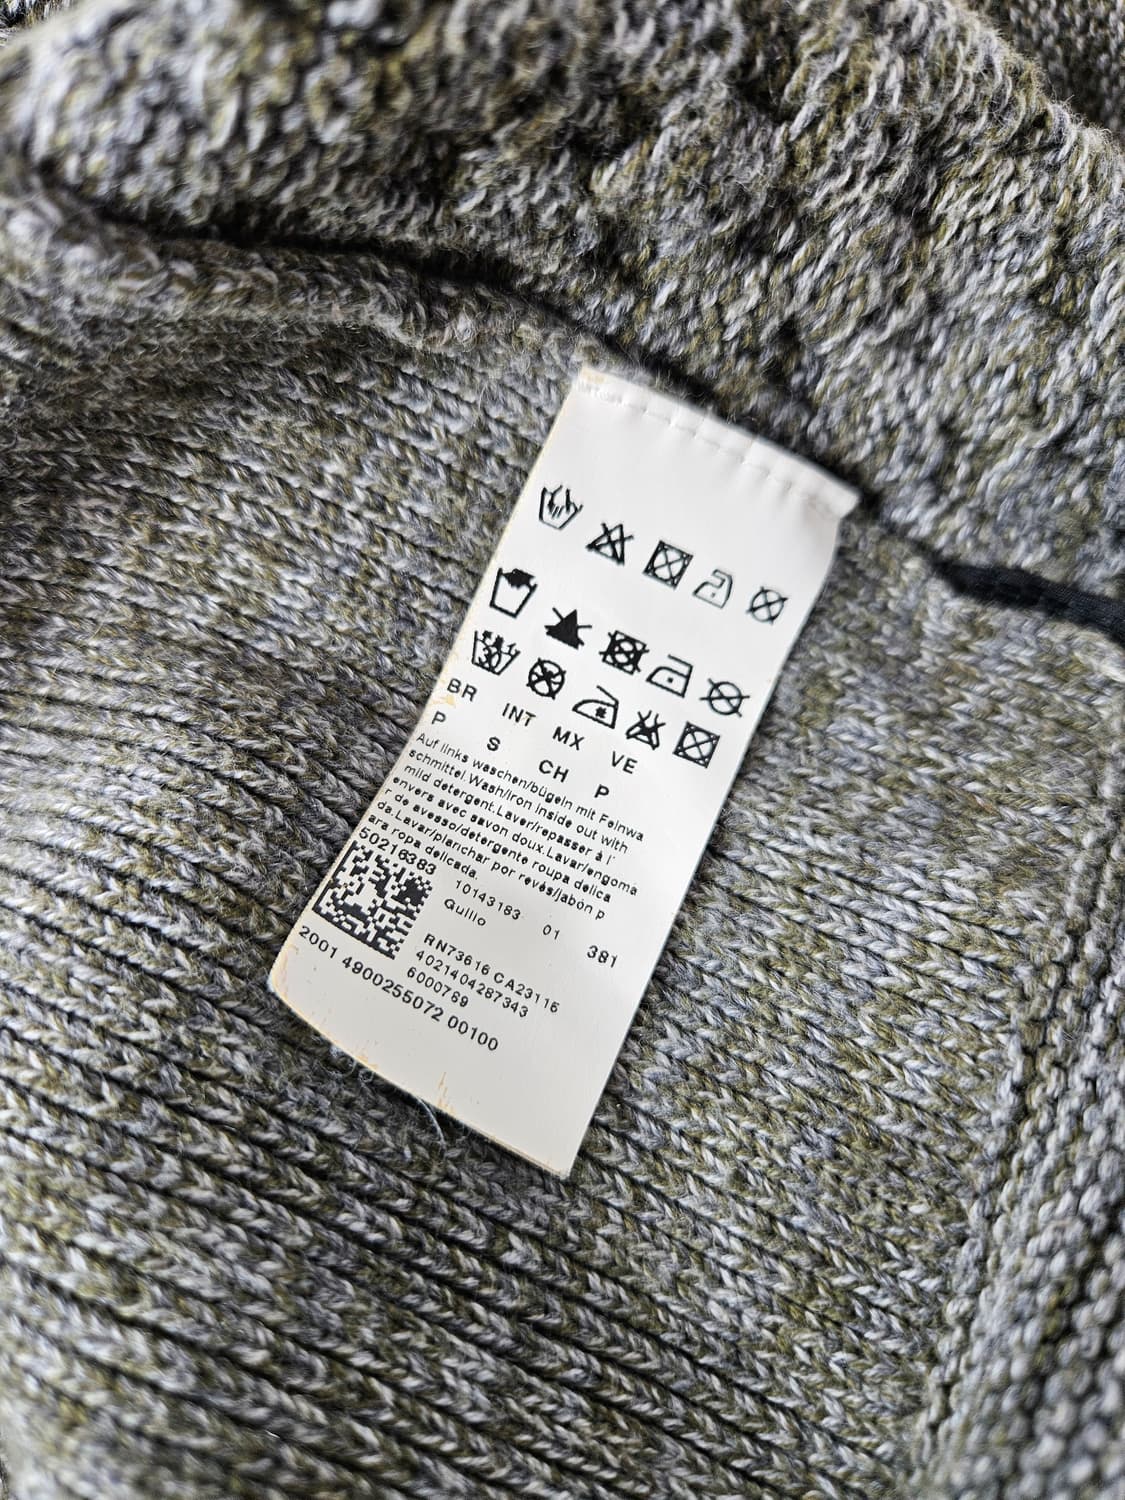 BR INT MX VE
P S CH P
Auf links waschen/bügeln mit Feinwa
schmittel.Wash/iron inside out with
mild detergent.Laver/repasser à l'
envers avec savon doux.Lavar/engoma
r de avesso/detergente roupa delica
da.Lavar/planchar por revés/jabón p
ara ropa delicada.
50216383
10143183 01 381
Gulllo
RN73616 CA23116
4021404287343
6000769
2001 4900255072 00100